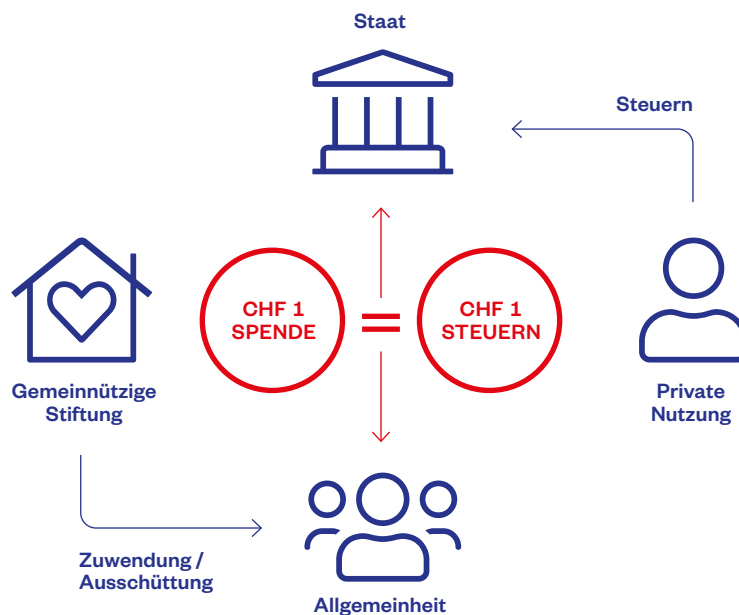 Staat
Steuern
CHF 1
SPENDE
=
CHF 1
STEUERN
Gemeinnützige
Stiftung
Private
Nutzung
Zuwendung /
Ausschüttung
Allgemeinheit